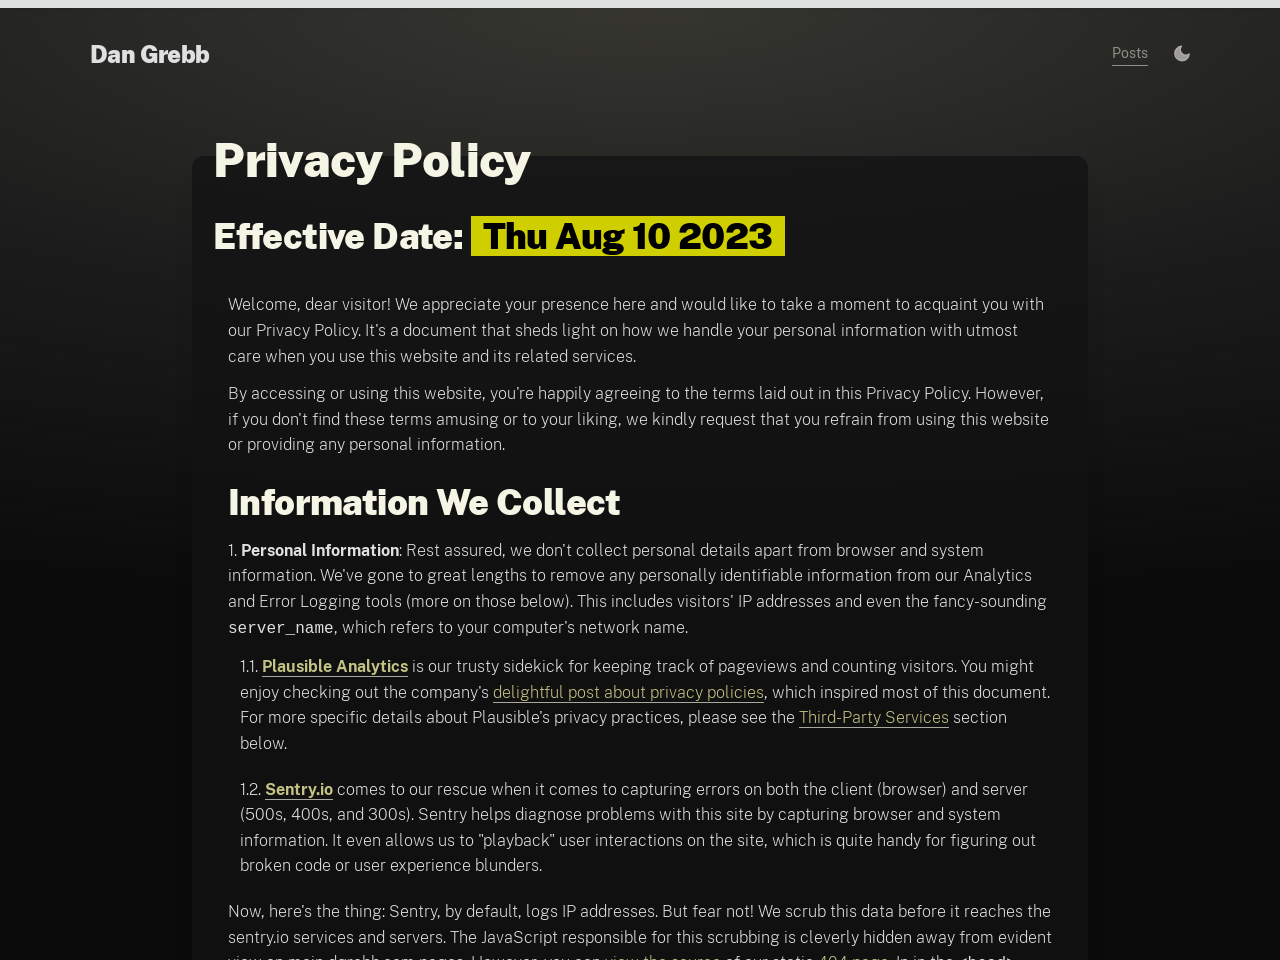 Dan Grebb
Posts
Privacy Policy
Effective Date: Thu Aug 10 2023
Welcome, dear visitor! We appreciate your presence here and would like to take a moment to acquaint you with
our Privacy Policy. It's a document that sheds light on how we handle your personal information with utmost
care when you use this website and its related services.
By accessing or using this website, you're happily agreeing to the terms laid out in this Privacy Policy. However,
if you don't find these terms amusing or to your liking, we kindly request that you refrain from using this website
or providing any personal information.
Information We Collect
1. Personal Information: Rest assured, we don't collect personal details apart from browser and system
information. We've gone to great lengths to remove any personally identifiable information from our Analytics
and Error Logging tools (more on those below). This includes visitors' IP addresses and even the fancy-sounding
server_name, which refers to your computer's network name.
1.1. Plausible Analytics is our trusty sidekick for keeping track of pageviews and counting visitors. You might
enjoy checking out the company's delightful post about privacy policies, which inspired most of this document.
For more specific details about Plausible's privacy practices, please see the Third-Party Services section
below.
1.2. Sentry.io comes to our rescue when it comes to capturing errors on both the client (browser) and server
(500s, 400s, and 300s). Sentry helps diagnose problems with this site by capturing browser and system
information. It even allows us to "playback" user interactions on the site, which is quite handy for figuring out
broken code or user experience blunders.
Now, here's the thing: Sentry, by default, logs IP addresses. But fear not! We scrub this data before it reaches the
sentry.io services and servers. The JavaScript responsible for this scrubbing is cleverly hidden away from evident